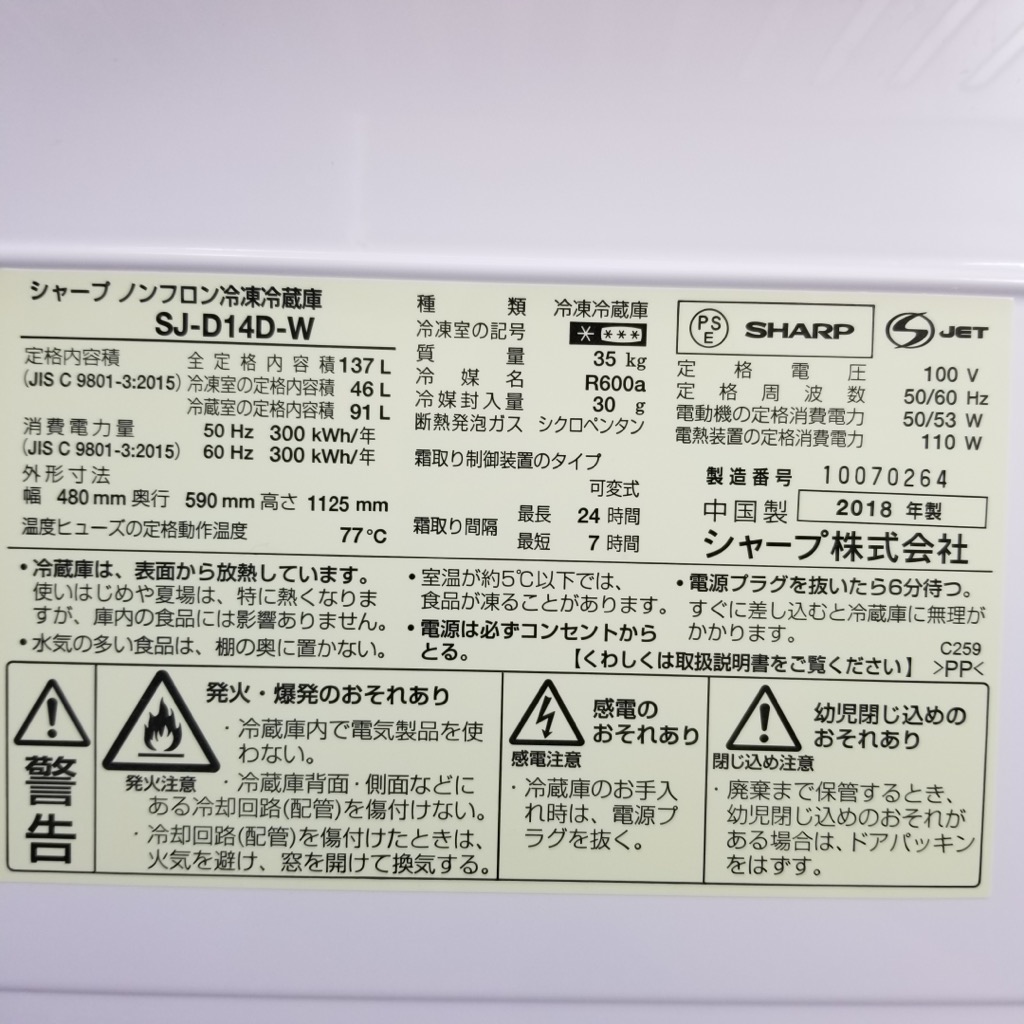 シャープ ノンフロン冷凍冷蔵庫
SJ-D14D-W
定格内容積 全定格内容積 137 L
(JIS C 9801-3:2015) 冷凍室の定格内容積 46 L
冷蔵室の定格内容積 91 L
消費電力量 50 Hz 300 kWh/年
(JIS C 9801-3:2015) 60 Hz 300 kWh/年
外形寸法
幅 480 mm 奥行 590 mm 高さ 1125 mm
温度ヒューズの定格動作温度 77℃
種類 冷凍冷蔵庫
冷凍室の記号
質量 35 kg
冷媒名 R600a
冷媒封入量 30 g
断熱発泡ガス シクロペンタン
霜取り制御装置のタイプ
可変式
霜取り間隔 最長 24 時間
最短 7 時間
PSE SHARP S JET
定格電圧 100 V
定格周波数 50/60 Hz
電動機の定格消費電力 50/53 W
電熱装置の定格消費電力 110 W
製造番号 10070264
中国製 2018 年製
シャープ株式会社
・冷蔵庫は、表面から放熱しています。
使いはじめや夏場は、特に熱くなりま
すが、庫内の食品には影響ありません。
・水気の多い食品は、棚の奥に置かない。
・室温が約5℃以下では、
食品が凍ることがあります。
・電源は必ずコンセントから
とる。
・電源プラグを抜いたら6分待つ。
すぐに差し込むと冷蔵庫に無理が
かかります。
C259
【くわしくは取扱説明書をご覧ください】 >PP<
警告
発火・爆発のおそれあり
発火注意
・冷蔵庫内で電気製品を使
わない。
・冷蔵庫背面・側面などに
ある冷却回路(配管)を傷付けない。
・冷却回路(配管)を傷付けたときは、
火気を避け、窓を開けて換気する。
感電の
おそれあり
感電注意
・冷蔵庫のお手入
れ時は、電源プ
ラグを抜く。
幼児閉じ込めの
おそれあり
閉じ込め注意
・廃棄まで保管するとき、
幼児閉じ込めのおそれが
ある場合は、ドアパッキン
をはずす。